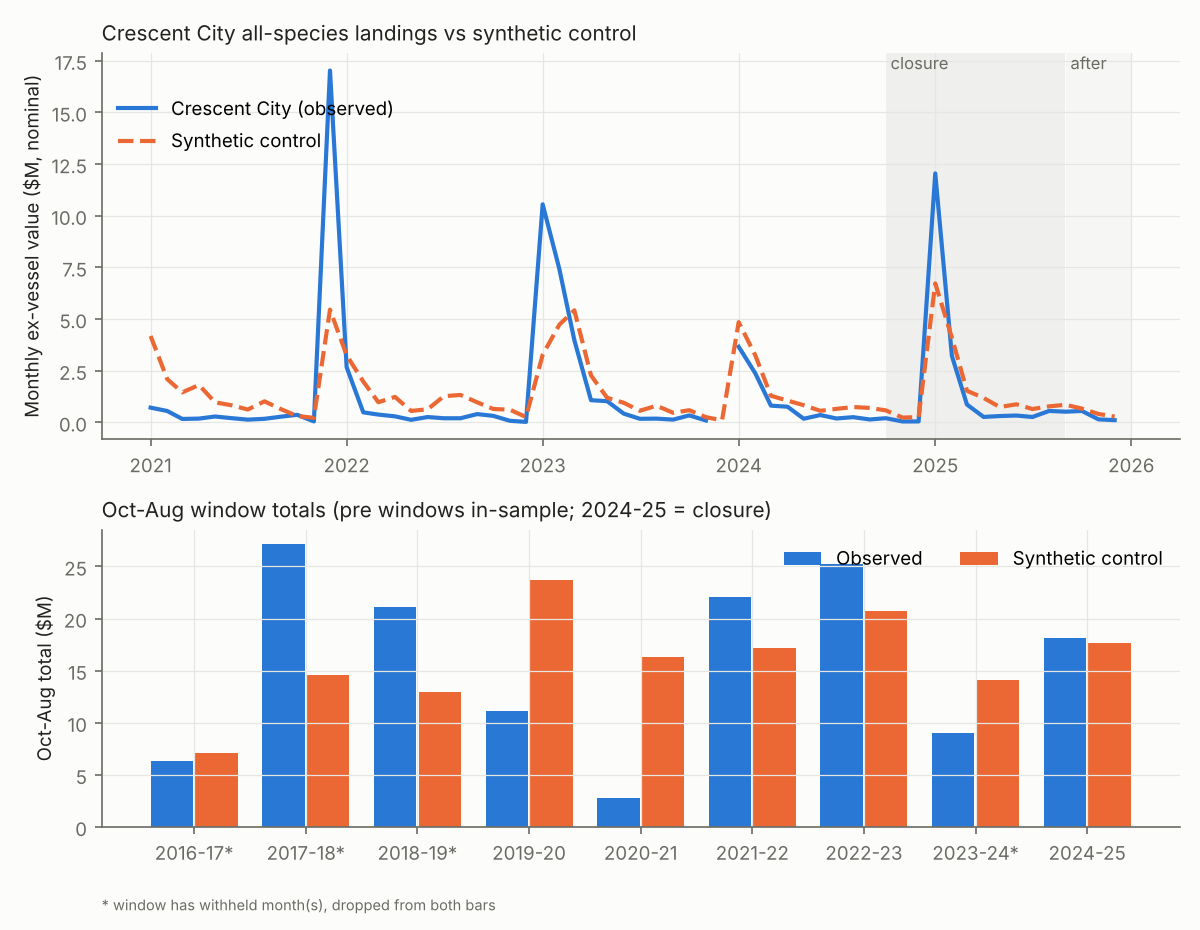 Crescent City all-species landings vs synthetic control
Monthly ex-vessel value ($M, nominal)
17.5
15.0
12.5
10.0
7.5
5.0
2.5
0.0
closure
after
Crescent City (observed)
Synthetic control
2021
2022
2023
2024
2025
2026
Oct-Aug window totals (pre windows in-sample; 2024-25 = closure)
Oct-Aug total ($M)
25
20
15
10
5
0
Observed
Synthetic control
2016-17*
2017-18*
2018-19*
2019-20
2020-21
2021-22
2022-23
2023-24*
2024-25
* window has withheld month(s), dropped from both bars